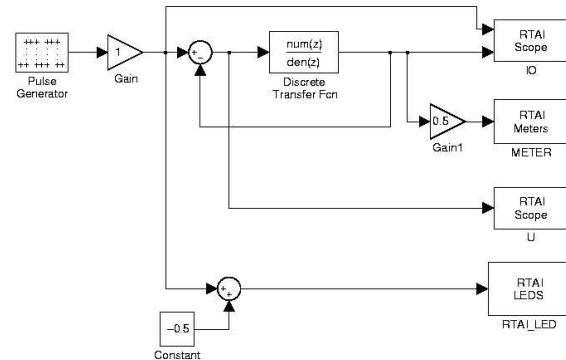 Pulse
Generator
1
Gain
+
−
num(z)
den(z)
Discrete
Transfer Fcn
RTAI
Scope
IO
0.5
Gain1
RTAI
Meters
METER
RTAI
Scope
U
+
+
RTAI
LEDS
RTAI_LED
−0.5
Constant